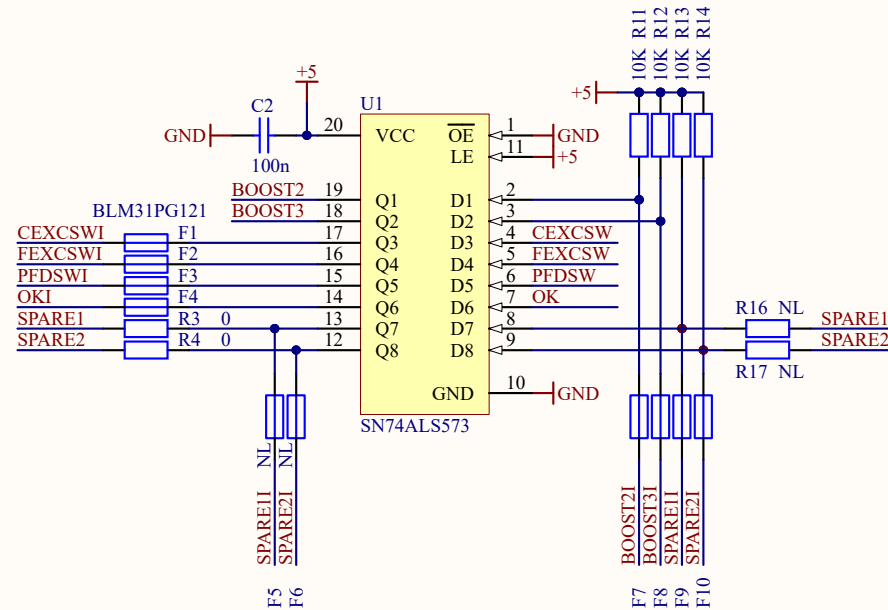 10K R11
10K R12
10K R13
10K R14
+5
+5
C2
U1
GND
100n
20
VCC
OE
1
GND
LE
11
+5
BOOST2
19
Q1
D1
2
BOOST3
18
Q2
D2
3
BLM31PG121
CEXCSWI
F1
17
Q3
D3
4
CEXCSW
FEXCSWI
F2
16
Q4
D4
5
FEXCSW
PFDSWI
F3
15
Q5
D5
6
PFDSW
OKI
F4
14
Q6
D6
7
OK
SPARE1
R3 0
13
Q7
D7
8
R16 NL
SPARE1
SPARE2
R4 0
12
Q8
D8
9
R17 NL
SPARE2
GND
10
GND
SN74ALS573
NL
NL
SPARE1I
SPARE2I
BOOST2I
BOOST3I
SPARE1I
SPARE2I
F5
F6
F7
F8
F9
F10